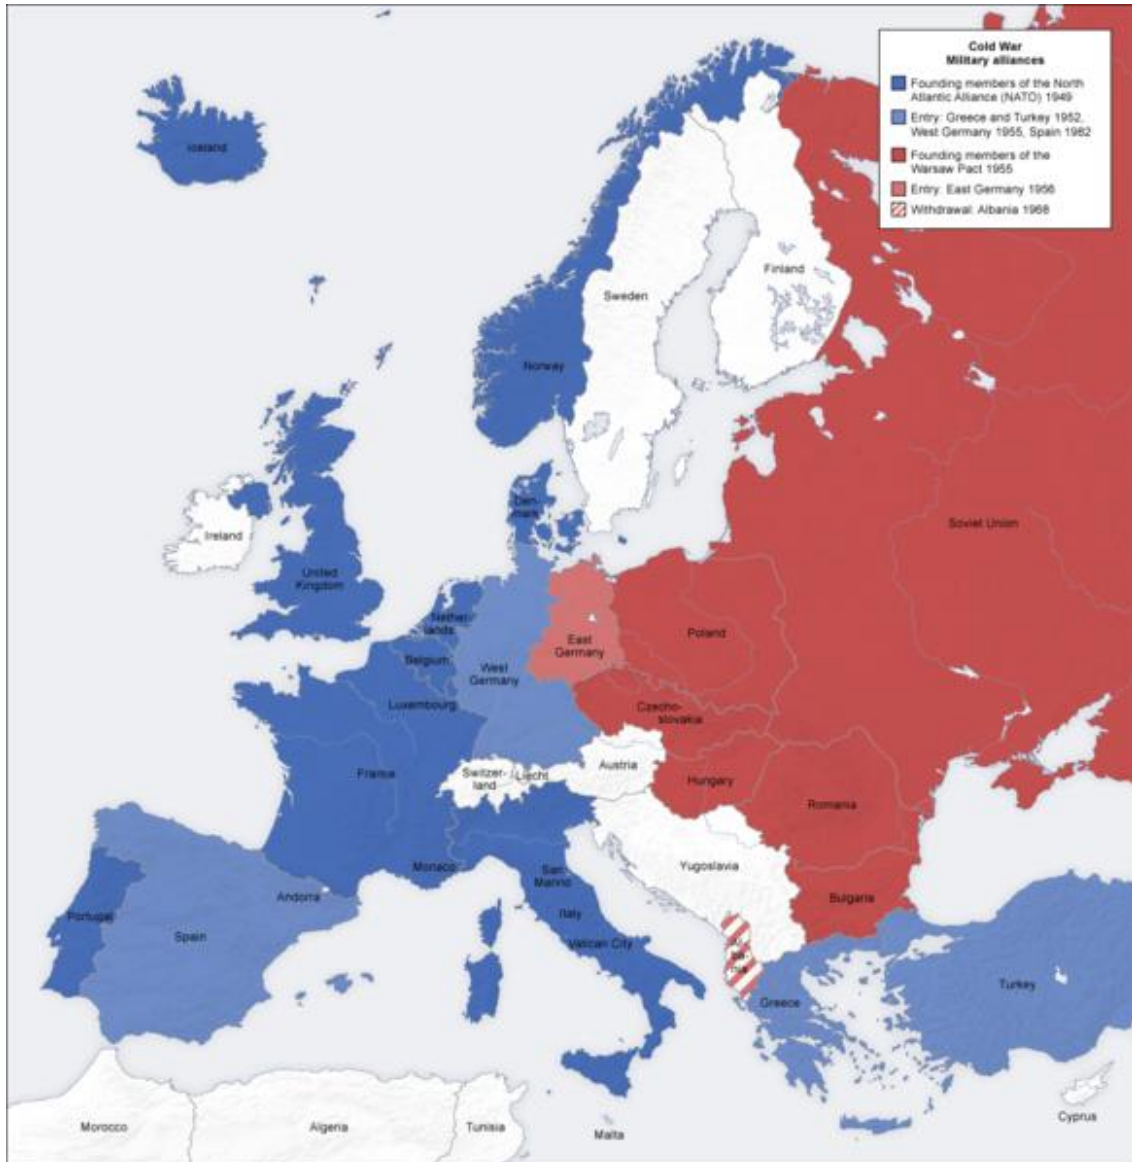 Cold War
Military alliances
Founding members of the North
Atlantic Alliance (NATO) 1949
Entry: Greece and Turkey 1952,
West Germany 1955, Spain 1982
Founding members of the
Warsaw Pact 1955
Entry: East Germany 1956
Withdrawal: Albania 1968
Iceland
Finland
Sweden
Norway
Den-
mark
Soviet Union
Ireland
United
Kingdom
Nether-
lands
Poland
East
Germany
Belgium
West
Germany
Luxembourg
Czecho-
slovakia
Austria
Switzer-
land
Liecht.
France
Hungary
Romania
Monaco
San
Marino
Yugoslavia
Andorra
Bulgaria
Portugal
Italy
Spain
Vatican City
Al-
ba-
nia
Turkey
Greece
Morocco
Algeria
Tunisia
Malta
Cyprus